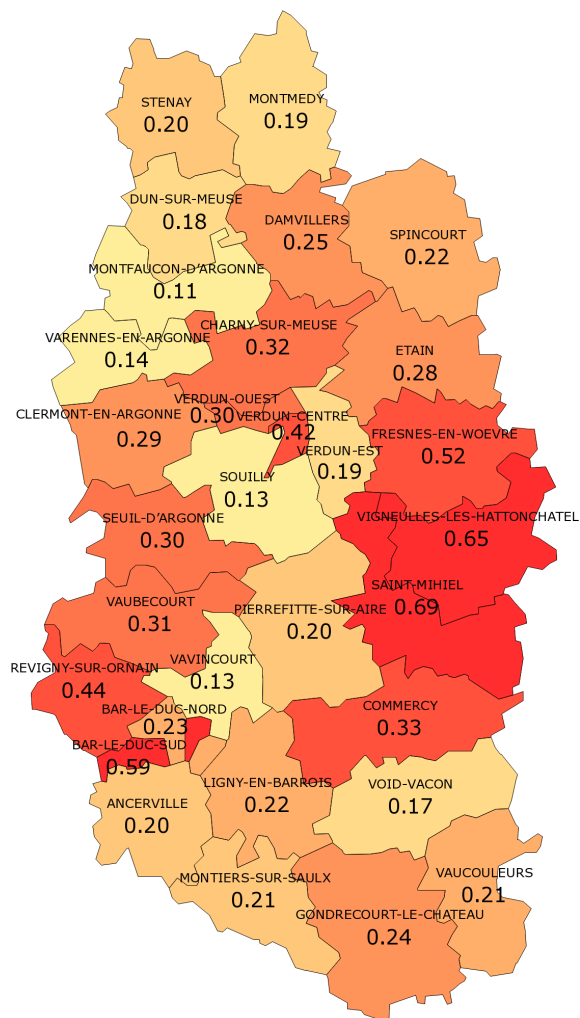 MONTMEDY
0.19
STENAY
0.20
DUN-SUR-MEUSE
0.18
DAMVILLERS
0.25
SPINCOURT
0.22
MONTFAUCON-D'ARGONNE
0.11
CHARNY-SUR-MEUSE
0.32
VARENNES-EN-ARGONNE
0.14
ETAIN
0.28
VERDUN-OUEST
0.30
CLERMONT-EN-ARGONNE
0.29
VERDUN-CENTRE
0.42
FRESNES-EN-WOEVRE
0.52
VERDUN-EST
0.19
SOUILLY
0.13
SEUIL-D'ARGONNE
0.30
VIGNEULLES-LES-HATTONCHATEL
0.65
SAINT-MIHIEL
0.69
VAUBECOURT
0.31
PIERREFITTE-SUR-AIRE
0.20
VAVINCOURT
0.13
REVIGNY-SUR-ORNAIN
0.44
BAR-LE-DUC-NORD
0.23
COMMERCY
0.33
BAR-LE-DUC-SUD
0.59
LIGNY-EN-BARROIS
0.22
VOID-VACON
0.17
ANCERVILLE
0.20
MONTIERS-SUR-SAULX
0.21
VAUCOULEURS
0.21
GONDRECOURT-LE-CHATEAU
0.24